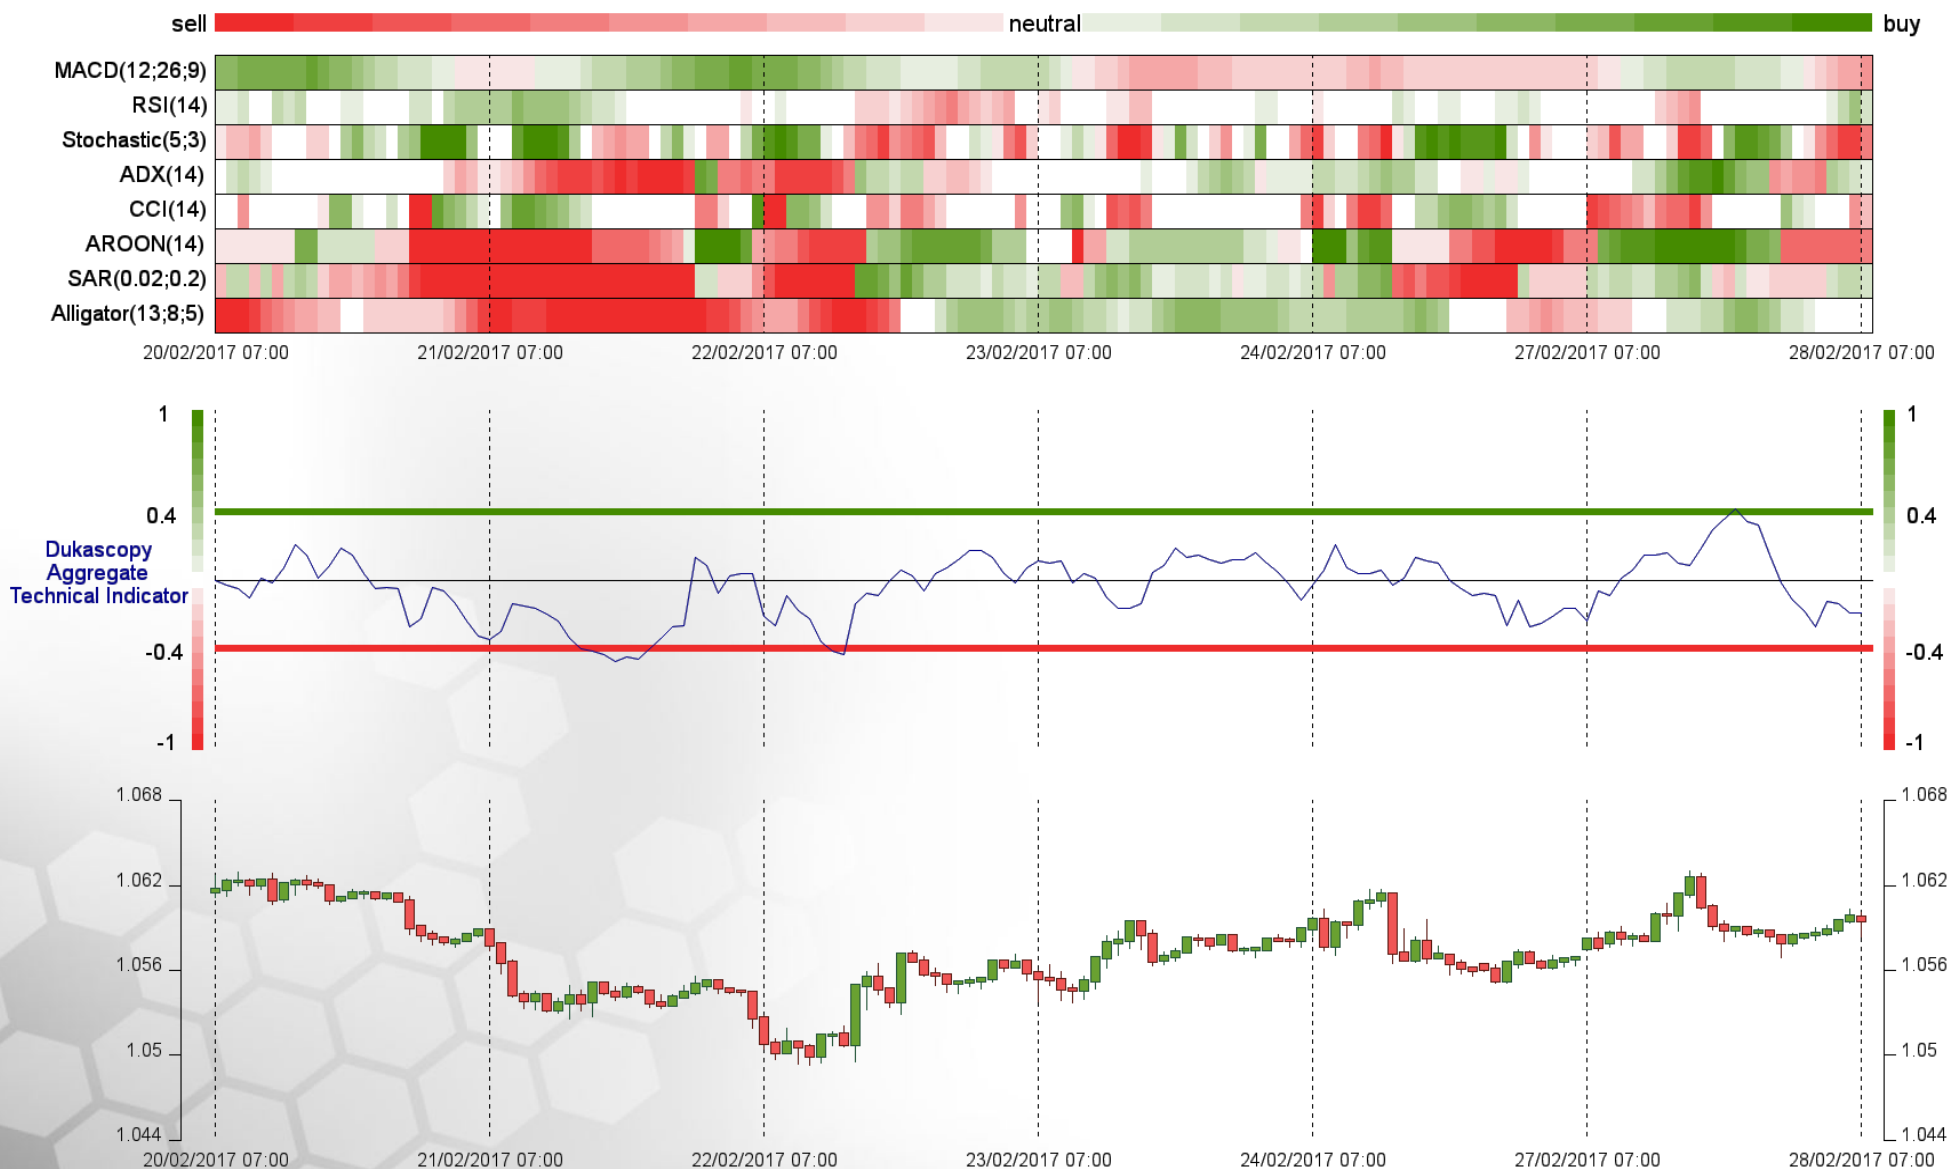 sell neutral buy
MACD(12;26;9)
RSI(14)
Stochastic(5;3)
ADX(14)
CCI(14)
AROON(14)
SAR(0.02;0.2)
Alligator(13;8;5)
20/02/2017 07:00 21/02/2017 07:00 22/02/2017 07:00 23/02/2017 07:00 24/02/2017 07:00 27/02/2017 07:00 28/02/2017 07:00
1 1
0.4 0.4
Dukascopy
Aggregate
Technical Indicator
-0.4 -0.4
-1 -1
1.068 1.068
1.062 1.062
1.056 1.056
1.05 1.05
1.044 1.044
20/02/2017 07:00 21/02/2017 07:00 22/02/2017 07:00 23/02/2017 07:00 24/02/2017 07:00 27/02/2017 07:00 28/02/2017 07:00